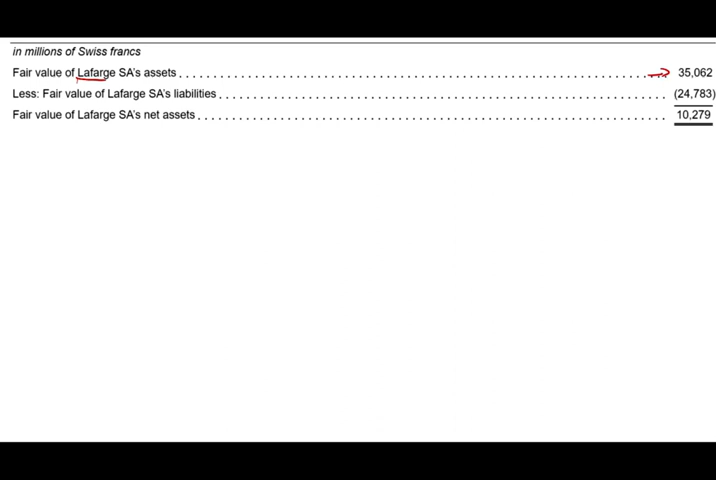 in millions of Swiss francs
Fair value of Lafarge SA's assets 35,062
Less: Fair value of Lafarge SA's liabilities (24,783)
Fair value of Lafarge SA's net assets 10,279